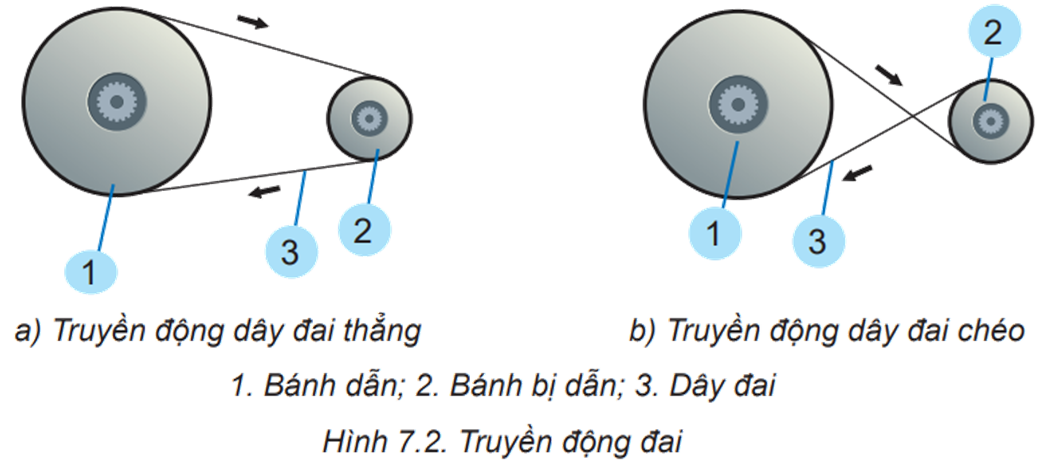 2
1
3
2
1
3
a) Truyền động dây đai thẳng
b) Truyền động dây đai chéo
1. Bánh dẫn; 2. Bánh bị dẫn; 3. Dây đai
Hình 7.2. Truyền động đai